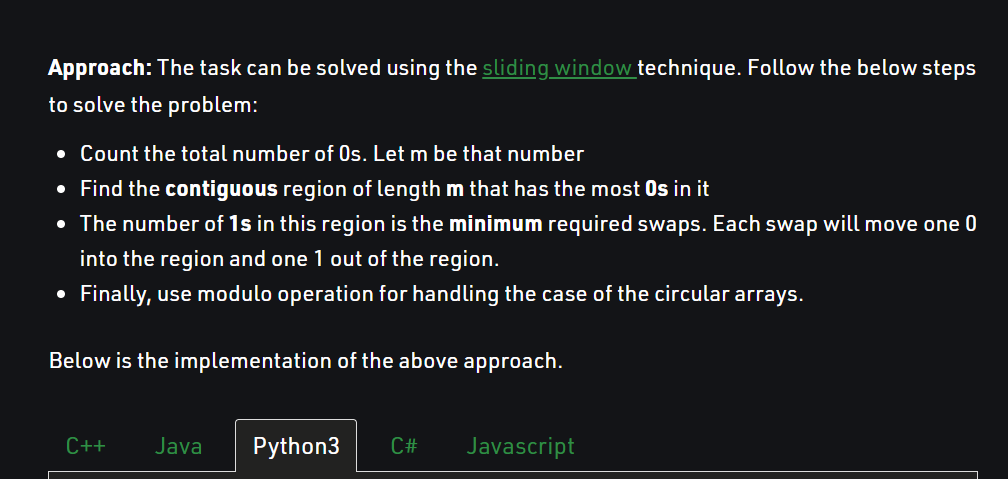 Approach: The task can be solved using the sliding window technique. Follow the below steps
to solve the problem:
• Count the total number of 0s. Let m be that number
• Find the contiguous region of length m that has the most 0s in it
• The number of 1s in this region is the minimum required swaps. Each swap will move one 0
into the region and one 1 out of the region.
• Finally, use modulo operation for handling the case of the circular arrays.
Below is the implementation of the above approach.
C++ Java Python3 C# Javascript